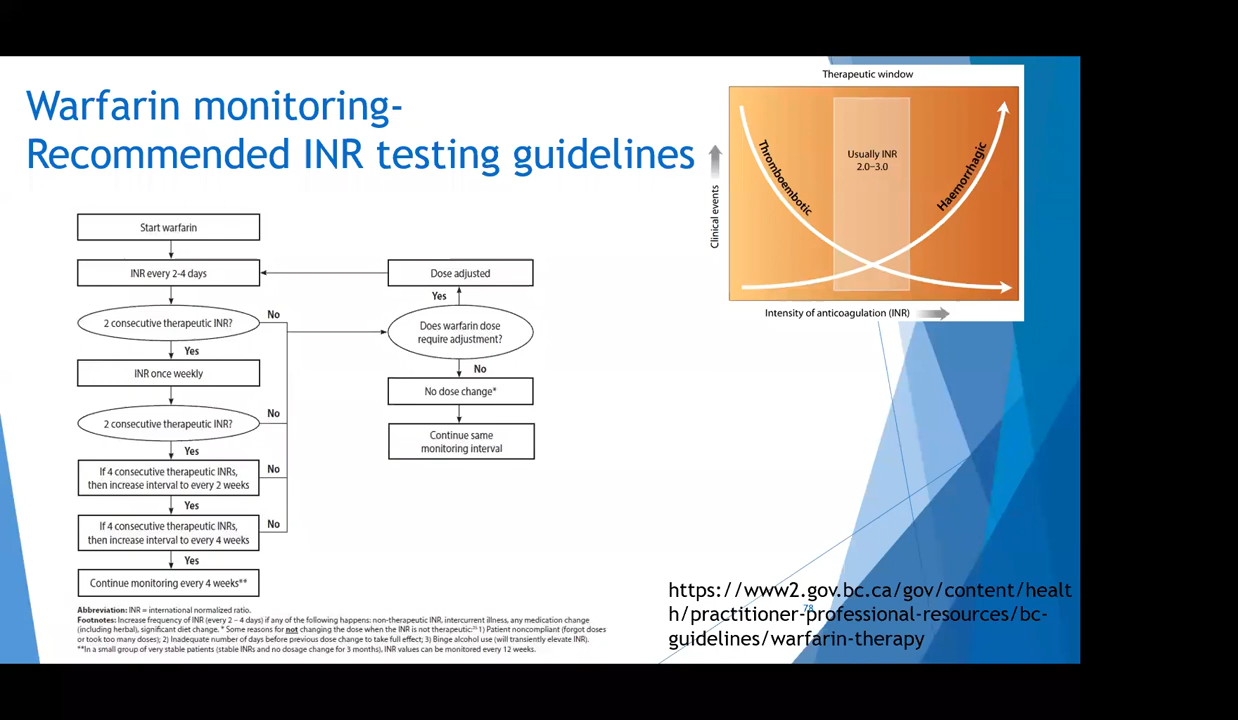 Warfarin monitoring-
Recommended INR testing guidelines
Therapeutic window
Clinical events
Thromboembotic
Usually INR
2.0–3.0
Haemorrhagic
Intensity of anticoagulation (INR)
Start warfarin
INR every 2-4 days
2 consecutive therapeutic INR?
No
Yes
INR once weekly
2 consecutive therapeutic INR?
No
Yes
If 4 consecutive therapeutic INRs,
then increase interval to every 2 weeks
No
Yes
If 4 consecutive therapeutic INRs,
then increase interval to every 4 weeks
No
Yes
Continue monitoring every 4 weeks**
Dose adjusted
Yes
Does warfarin dose
require adjustment?
No
No dose change*
Continue same
monitoring interval
Abbreviation: INR = international normalized ratio.
Footnotes: Increase frequency of INR (every 2 – 4 days) if any of the following happens: non-therapeutic INR, intercurrent illness, any medication change
(including herbal), significant diet change. * Some reasons for not changing the dose when the INR is not therapeutic: 1) Patient noncompliant (forgot doses
or took too many doses); 2) Inadequate number of days before previous dose change to take full effect; 3) Binge alcohol use (will transiently elevate INR).
**In a small group of very stable patients (stable INRs and no dosage change for 3 months), INR values can be monitored every 12 weeks.
https://www2.gov.bc.ca/gov/content/healt
h/practitioner-professional-resources/bc-
guidelines/warfarin-therapy
78